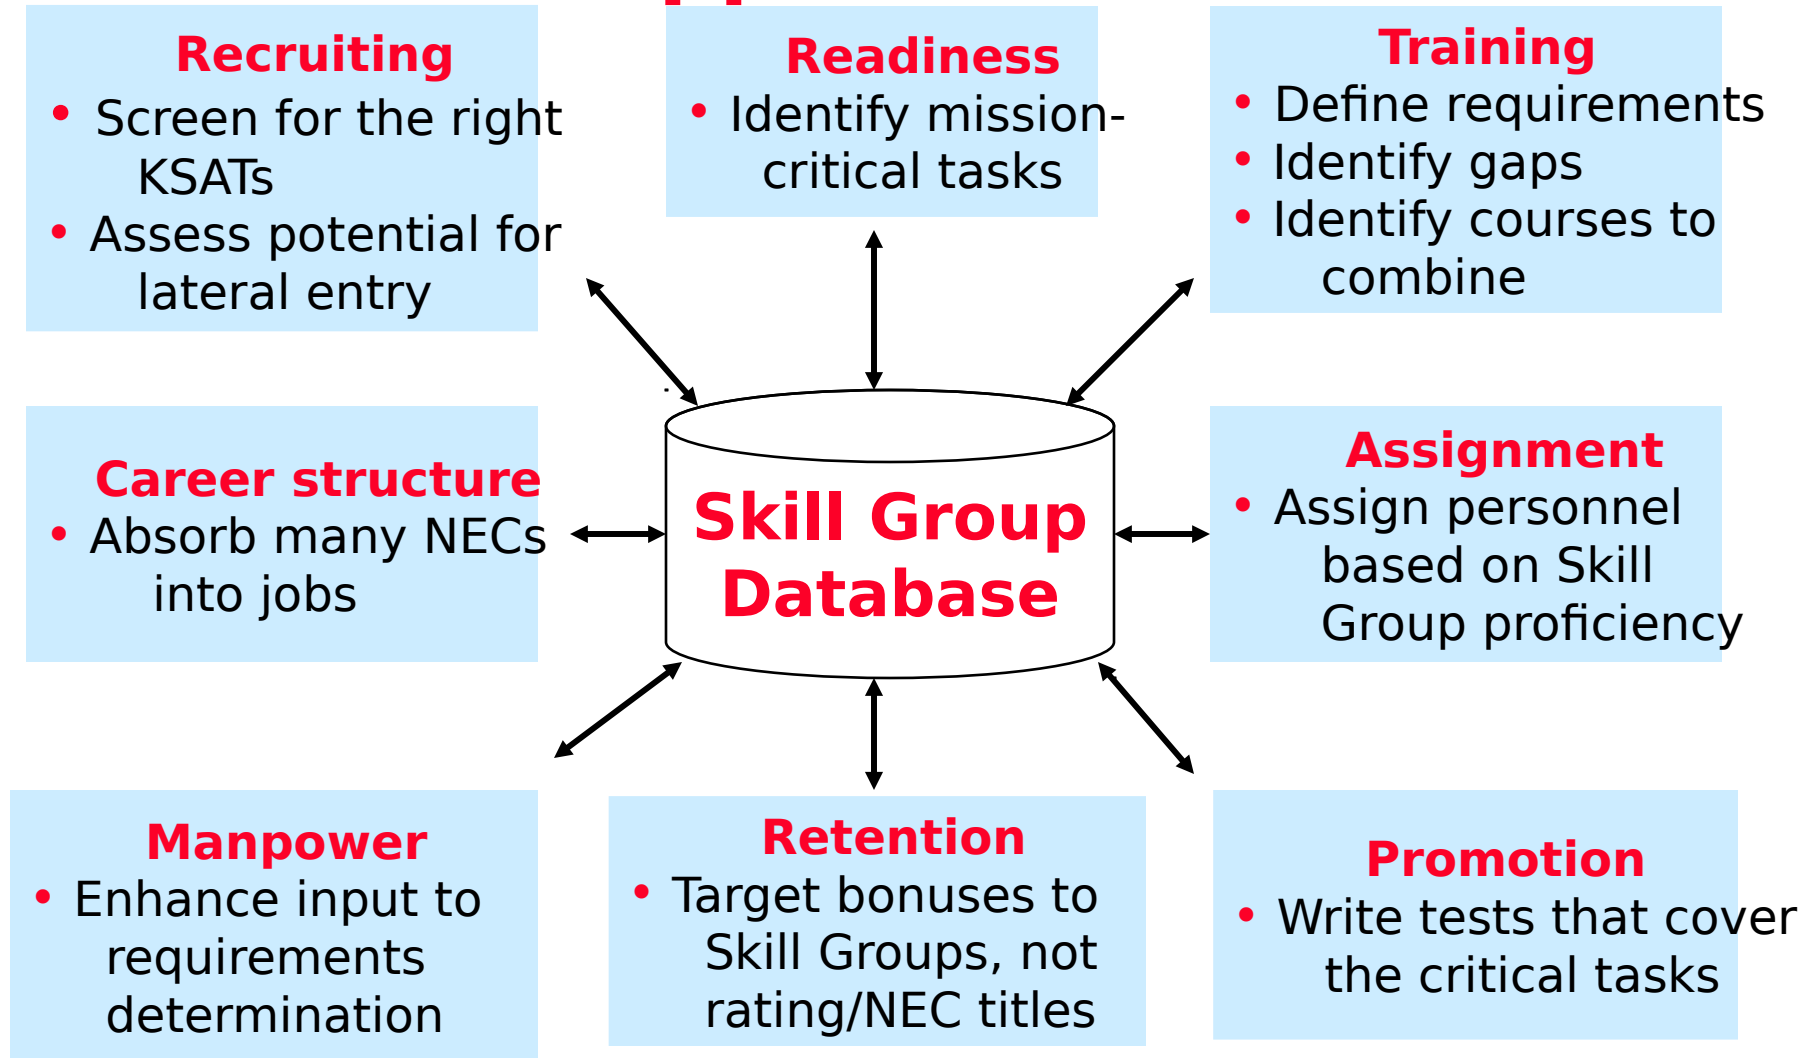 Recruiting
• Screen for the right
KSATs
• Assess potential for
lateral entry
Readiness
• Identify mission-
critical tasks
Training
• Define requirements
• Identify gaps
• Identify courses to
combine
Career structure
• Absorb many NECs
into jobs
Skill Group
Database
Assignment
• Assign personnel
based on Skill
Group proficiency
Manpower
• Enhance input to
requirements
determination
Retention
• Target bonuses to
Skill Groups, not
rating/NEC titles
Promotion
• Write tests that cover
the critical tasks